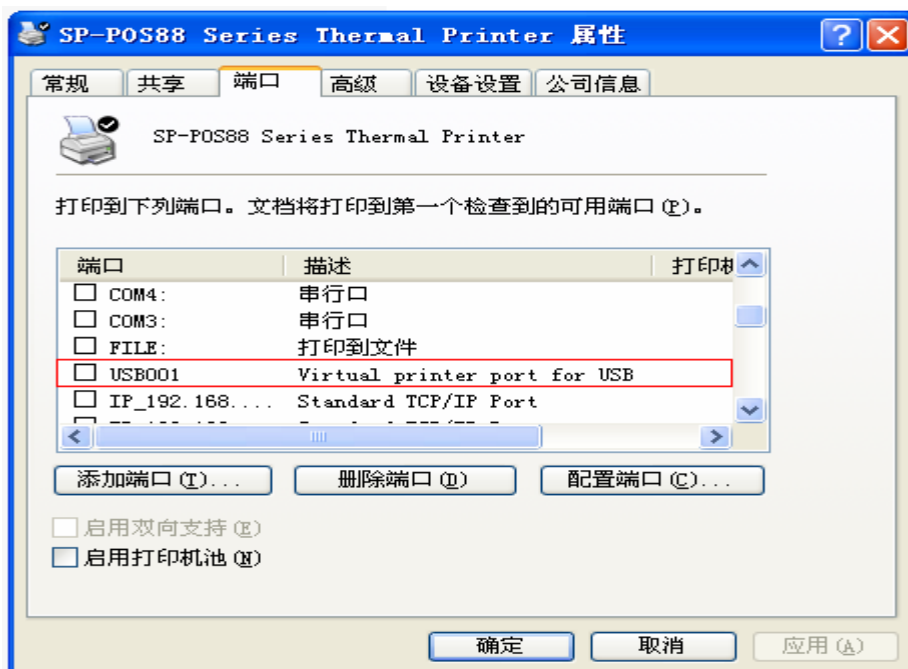 SP-POS88 Series Thermal Printer 属性
常规 共享 端口 高级 设备设置 公司信息
SP-POS88 Series Thermal Printer
打印到下列端口。文档将打印到第一个检查到的可用端口(P)。
端口 描述 打印
COM4: 串行口
COM3: 串行口
FILE: 打印到文件
USB001 Virtual printer port for USB
IP_192.168.... Standard TCP/IP Port
添加端口(T)... 删除端口(D) 配置端口(C)...
启用双向支持(E)
启用打印机池(N)
确定 取消 应用(A)